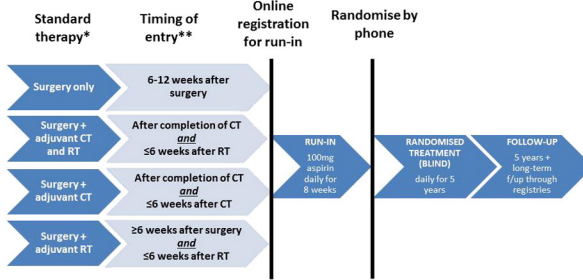 Standard
therapy*
Timing of
entry**
Online
registration
for run-in
Randomise by
phone
Surgery only
6-12 weeks after
surgery
Surgery +
adjuvant CT
and RT
After completion of CT
and
≤6 weeks after RT
Surgery +
adjuvant CT
After completion of CT
and
≤6 weeks after CT
Surgery +
adjuvant RT
≥6 weeks after surgery
and
≤6 weeks after RT
RUN-IN
100mg
aspirin
daily for
8 weeks
RANDOMISED
TREATMENT
(BLIND)
daily for 5
years
FOLLOW-UP
5 years +
long-term
f/up through
registries